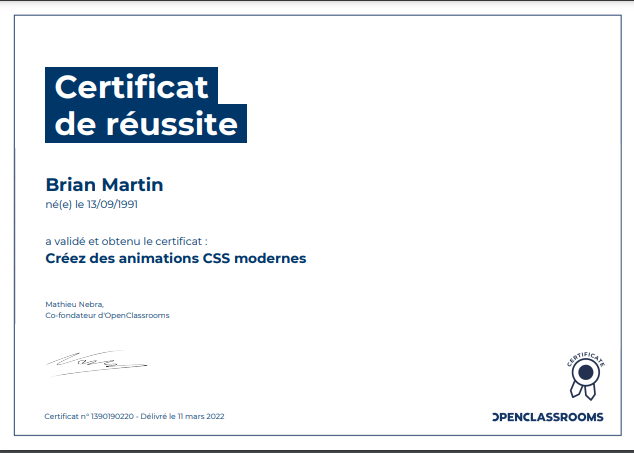 Certificat
de réussite
Brian Martin
né(e) le 13/09/1991
a validé et obtenu le certificat :
Créez des animations CSS modernes
Mathieu Nebra,
Co-fondateur d'OpenClassrooms
CERTIFICATE
OPENCLASSROOMS
Certificat n° 1390190220 - Délivré le 11 mars 2022